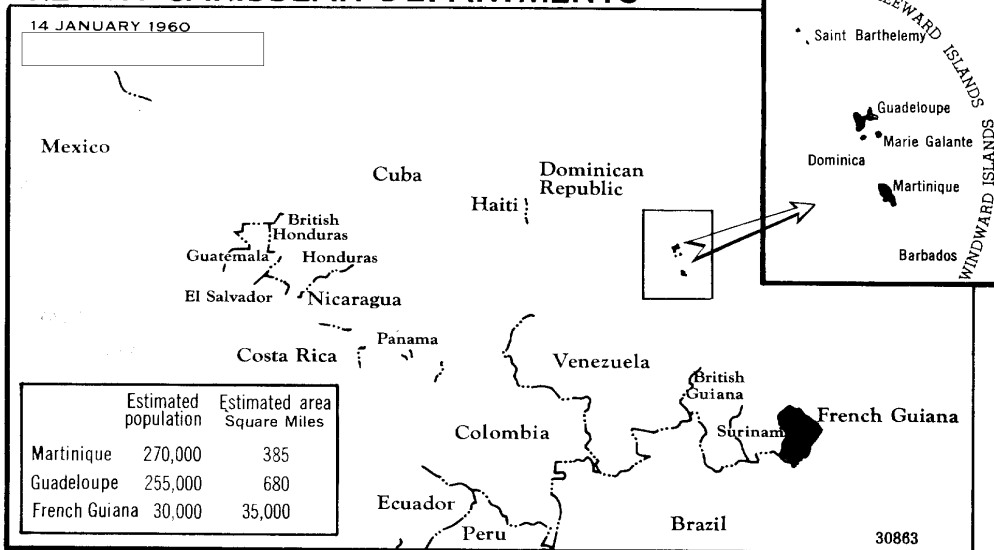 14 JANUARY 1960
Mexico
Cuba
Haiti
Dominican
Republic
British
Honduras
Guatemala
Honduras
El Salvador
Nicaragua
Costa Rica
Panama
Venezuela
British
Guiana
Surinam
French Guiana
Colombia
Ecuador
Peru
Brazil
Saint Barthelemy
Guadeloupe
Marie Galante
Dominica
Martinique
Barbados
ISLANDS
WINDWARD ISLANDS
Estimated population Estimated area Square Miles
Martinique 270,000 385
Guadeloupe 255,000 680
French Guiana 30,000 35,000
30863